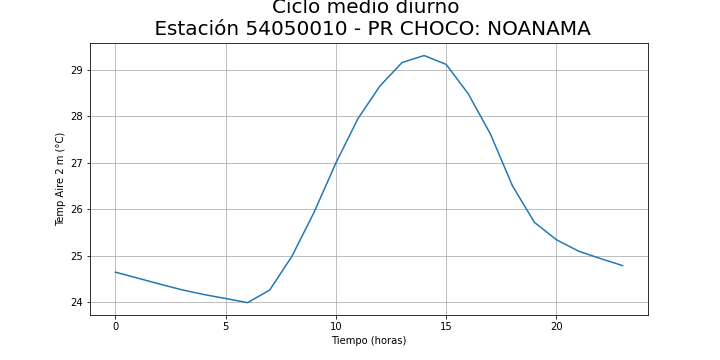 Ciclo medio diurno
Estación 54050010 - PR CHOCO: NOANAMA
Temp Aire 2 m (°C)
29
28
27
26
25
24
0
5
10
15
20
Tiempo (horas)